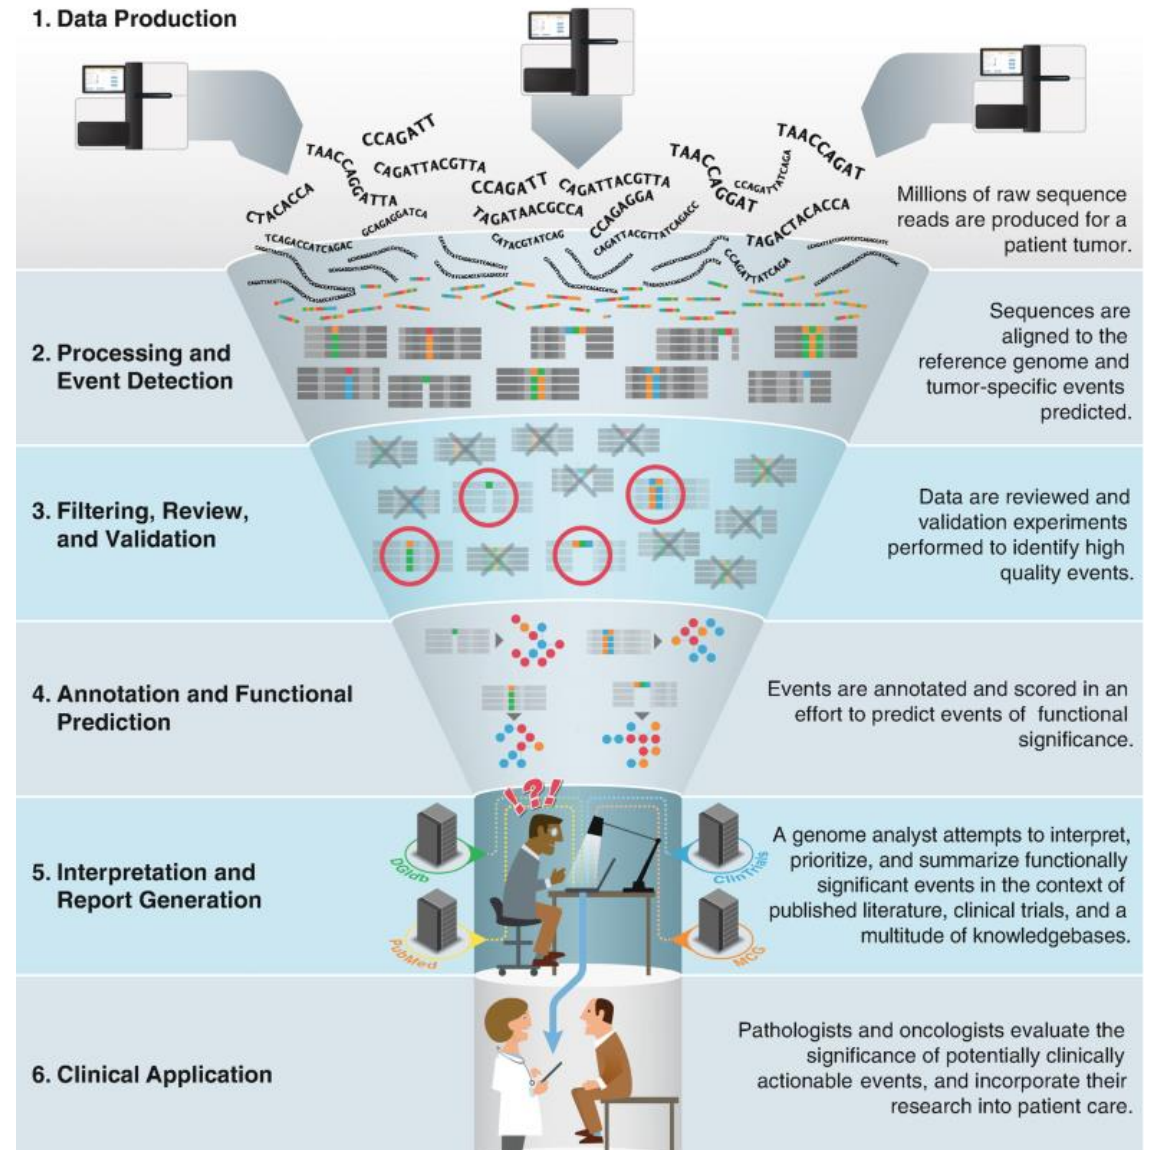 1. Data Production
CCAGATT
TAACCAGGATTA
CAGATTACGTTA
CTACACCA
GCAGAGGATCA
TCAGACCATCAGAC
CCAGATT
CAGATTACGTTA
TAGATAACGCCA
CCAGAGGA
CATACGTATCAG
CAGATTACGTTATCAGACC
TAACCAGGAT
CCAGATTATCAGA
TAACCAGAT
TAGACTACACCA
CCAGATTATCAGA
Millions of raw sequence
reads are produced for a
patient tumor.
2. Processing and
Event Detection
Sequences are
aligned to the
reference genome and
tumor-specific events
predicted.
3. Filtering, Review,
and Validation
Data are reviewed and
validation experiments
performed to identify high
quality events.
4. Annotation and Functional
Prediction
Events are annotated and scored in an
effort to predict events of functional
significance.
!?!
5. Interpretation and
Report Generation
DGIdb
PubMed
ClinTrials
MCG
A genome analyst attempts to interpret,
prioritize, and summarize functionally
significant events in the context of
published literature, clinical trials, and a
multitude of knowledgebases.
6. Clinical Application
Pathologists and oncologists evaluate the
significance of potentially clinically
actionable events, and incorporate their
research into patient care.